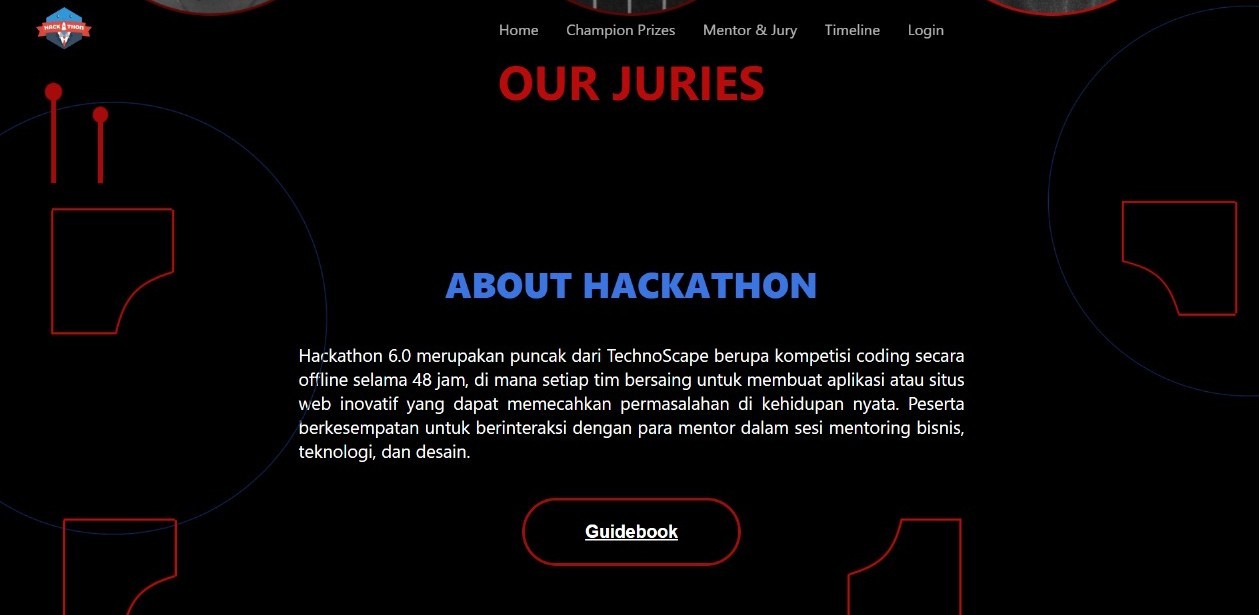 HACK THON
Home Champion Prizes Mentor & Jury Timeline Login
OUR JURIES
ABOUT HACKATHON
Hackathon 6.0 merupakan puncak dari TechnoScape berupa kompetisi coding secara
offline selama 48 jam, di mana setiap tim bersaing untuk membuat aplikasi atau situs
web inovatif yang dapat memecahkan permasalahan di kehidupan nyata. Peserta
berkesempatan untuk berinteraksi dengan para mentor dalam sesi mentoring bisnis,
teknologi, dan desain.
Guidebook